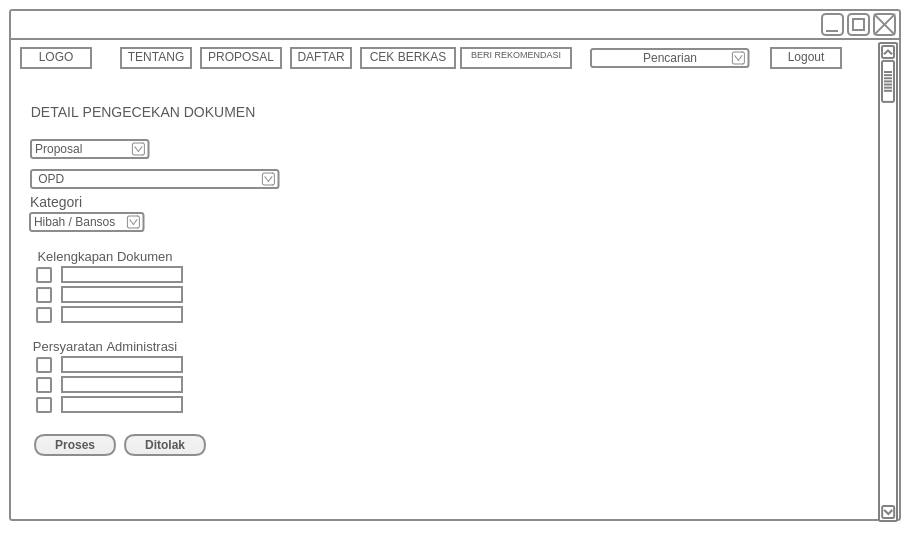 LOGO TENTANG PROPOSAL DAFTAR CEK BERKAS BERI REKOMENDASI Pencarian Logout
DETAIL PENGECEKAN DOKUMEN
Proposal
OPD
Kategori
Hibah / Bansos
Kelengkapan Dokumen
Persyaratan Administrasi
Proses Ditolak